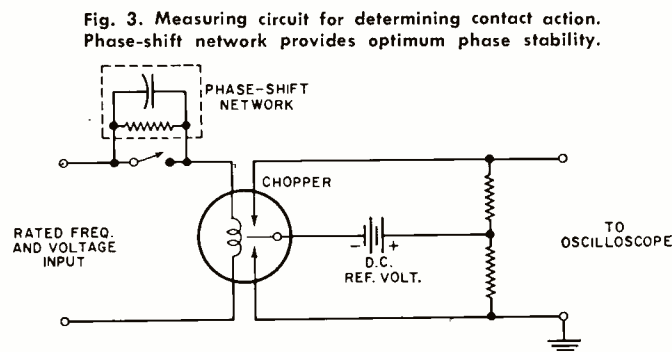 Fig. 3. Measuring circuit for determining contact action.
Phase-shift network provides optimum phase stability.
PHASE-SHIFT
NETWORK
CHOPPER
RATED FREQ.
AND VOLTAGE
INPUT
- +
D.C.
REF. VOLT.
TO
OSCILLOSCOPE